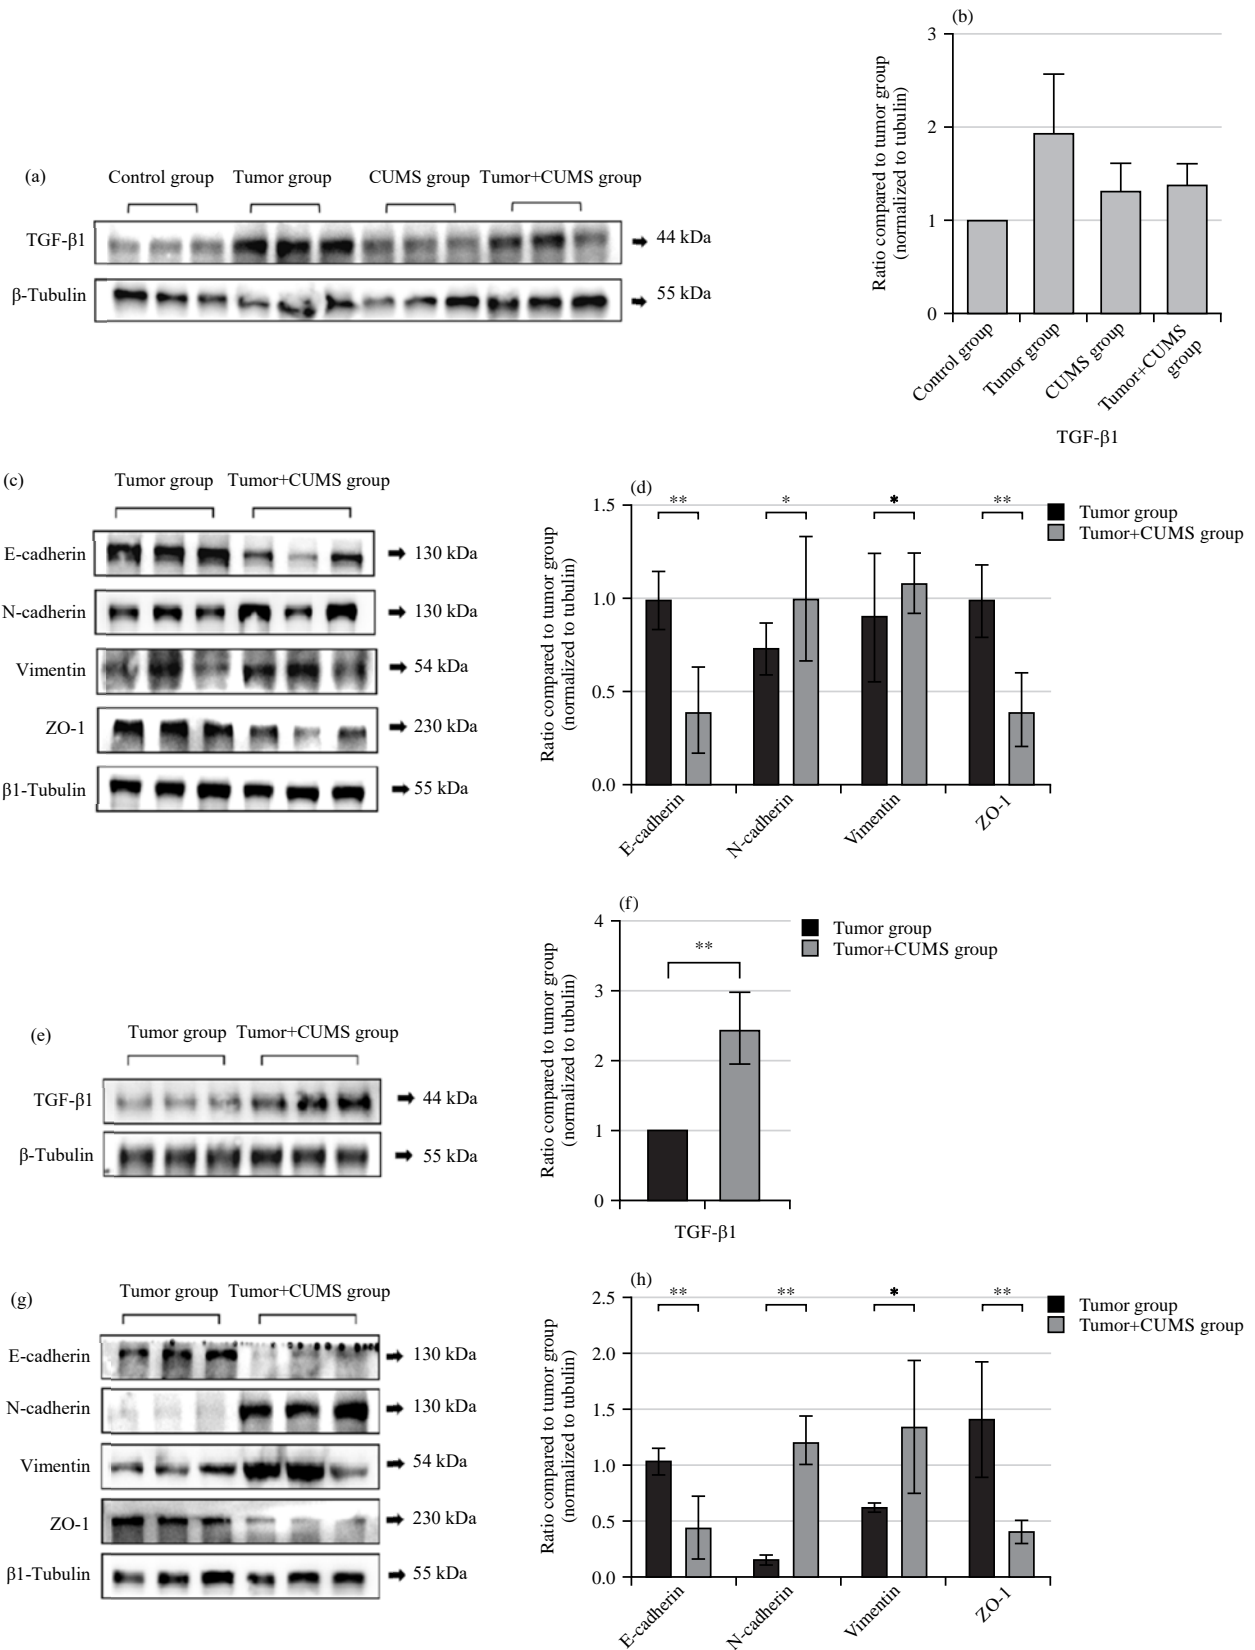 (a)
Control group
Tumor group
CUMS group
Tumor+CUMS group
TGF-β1
44 kDa
β-Tubulin
55 kDa
(b)
Ratio compared to tumor group
(normalized to tubulin)
3
2
1
0
Control group
Tumor group
CUMS group
Tumor+CUMS
group
TGF-β1
(c)
Tumor group
Tumor+CUMS group
E-cadherin
130 kDa
N-cadherin
130 kDa
Vimentin
54 kDa
ZO-1
230 kDa
β1-Tubulin
55 kDa
(d)
Ratio compared to tumor group
(normalized to tubulin)
1.5
1.0
0.5
0.0
**
*
*
**
Tumor group
Tumor+CUMS group
E-cadherin
N-cadherin
Vimentin
ZO-1
(e)
Tumor group
Tumor+CUMS group
TGF-β1
44 kDa
β-Tubulin
55 kDa
(f)
Ratio compared to tumor group
(normalized to tubulin)
4
3
2
1
0
**
Tumor group
Tumor+CUMS group
TGF-β1
(g)
Tumor group
Tumor+CUMS group
E-cadherin
130 kDa
N-cadherin
130 kDa
Vimentin
54 kDa
ZO-1
230 kDa
β1-Tubulin
55 kDa
(h)
Ratio compared to tumor group
(normalized to tubulin)
2.5
2.0
1.5
1.0
0.5
0.0
**
**
*
**
Tumor group
Tumor+CUMS group
E-cadherin
N-cadherin
Vimentin
ZO-1